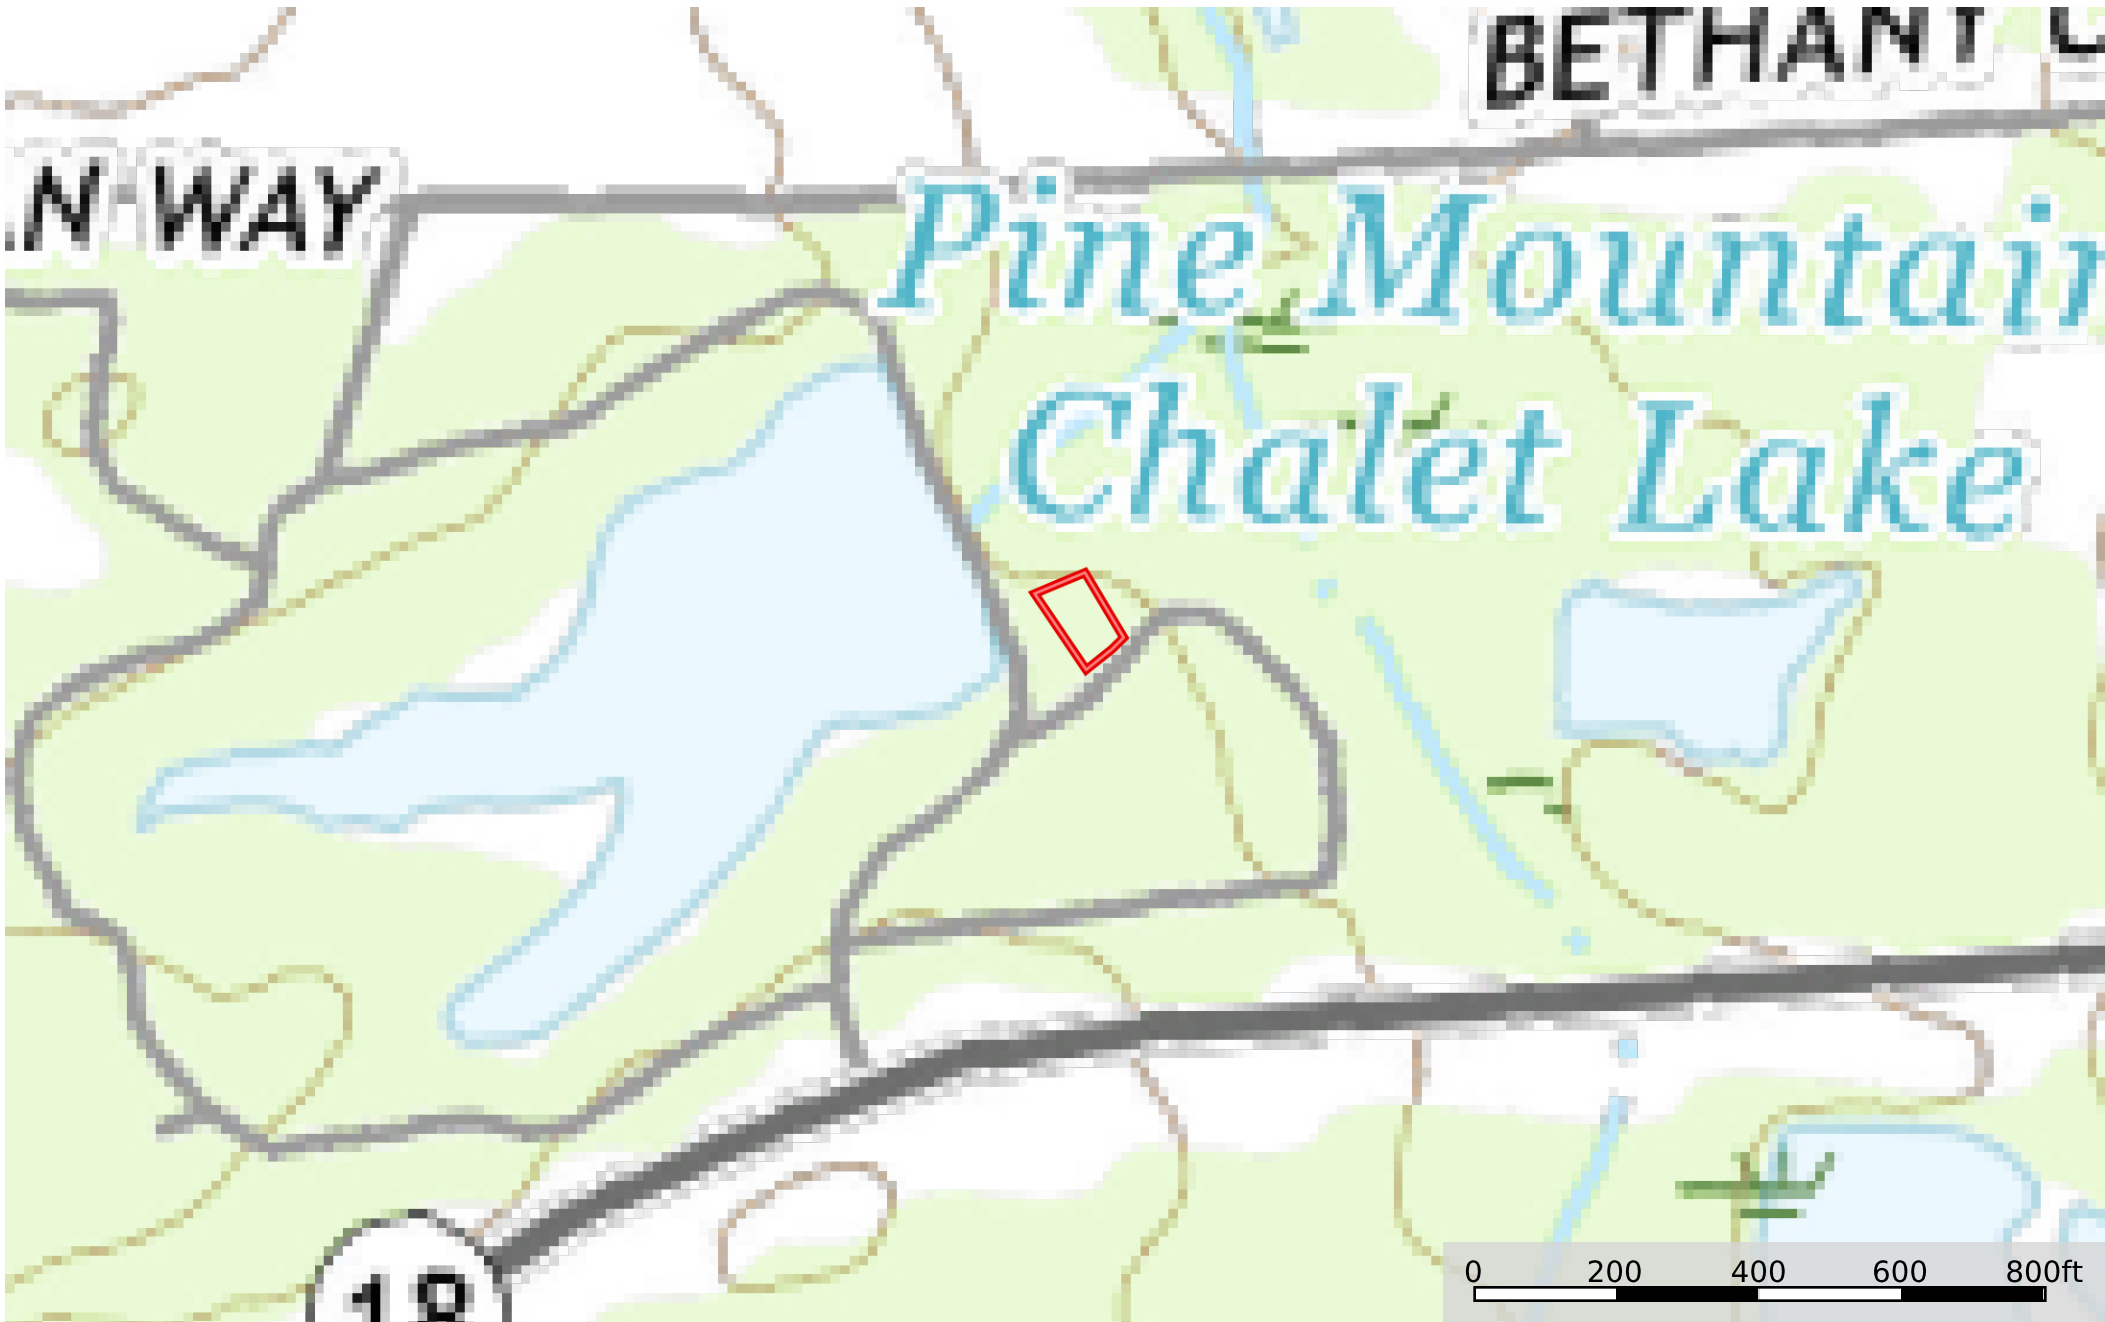 BETHANY C
N WAY
Pine Mountain
Chalet Lake
18
0 200 400 600 800ft